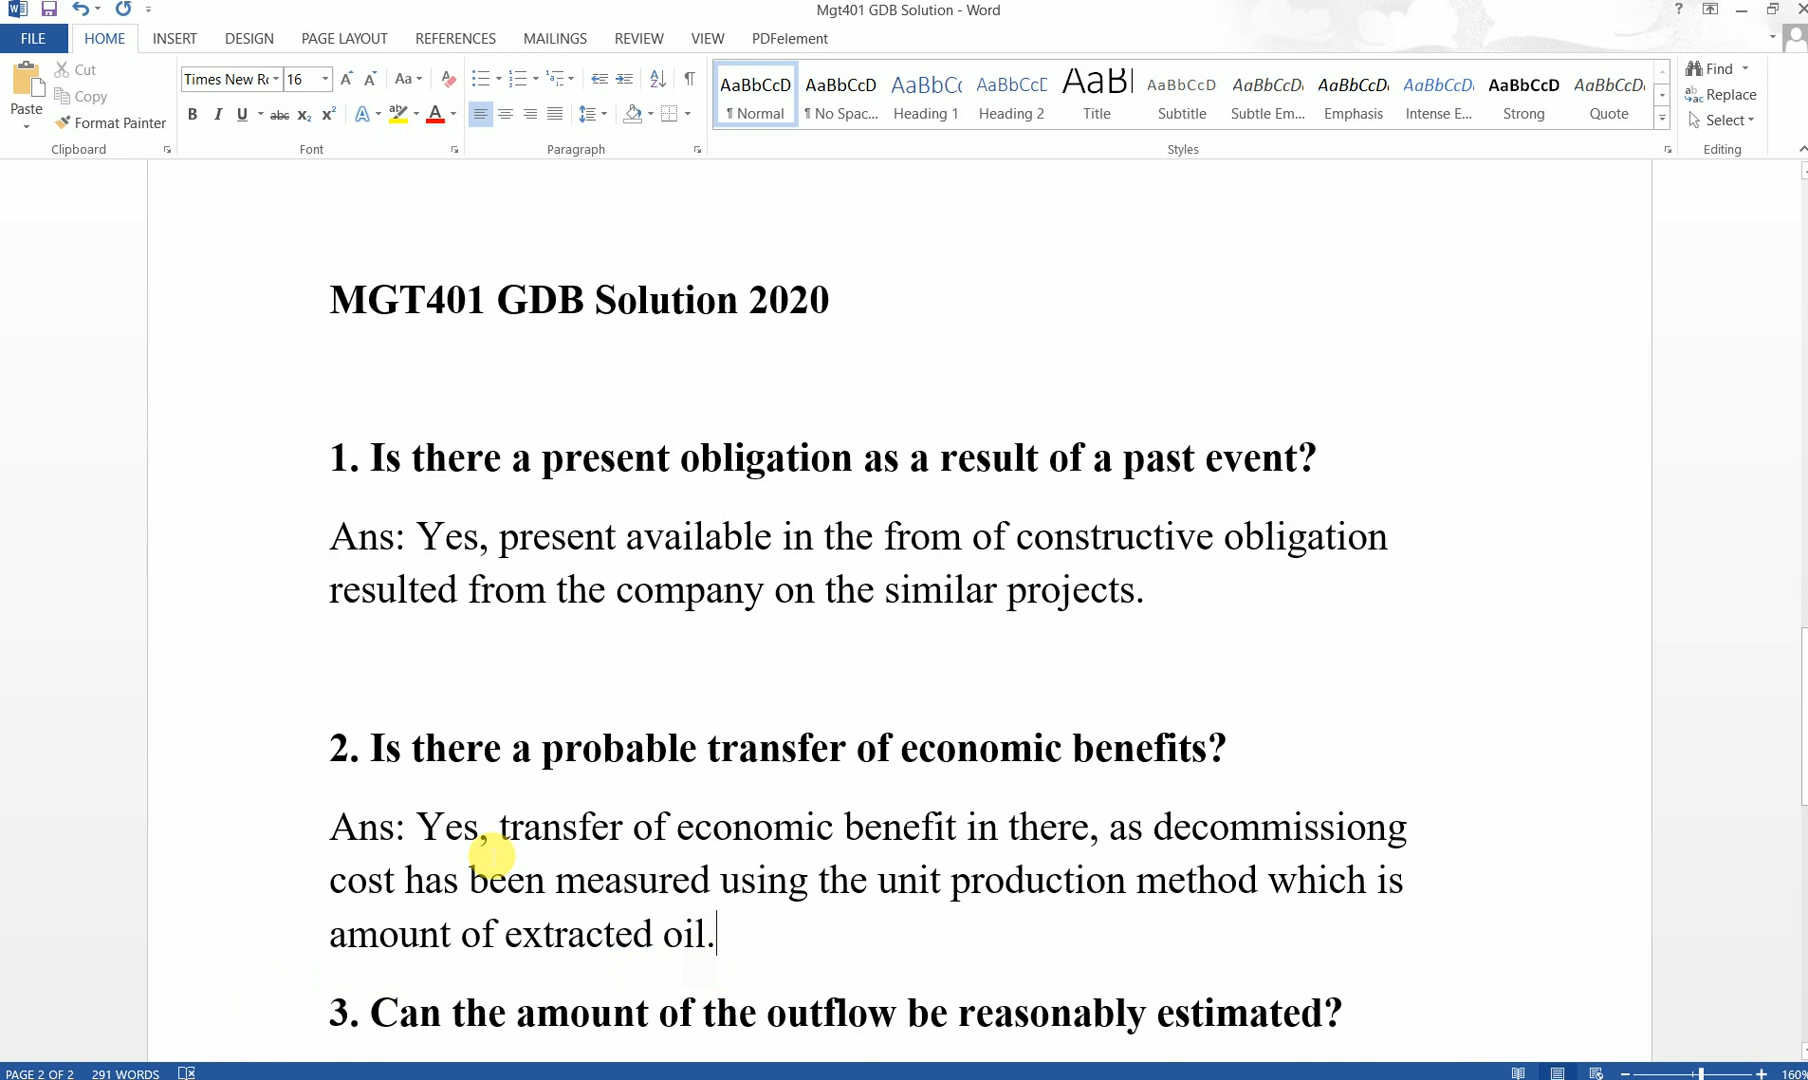 Mgt401 GDB Solution - Word
?
FILE HOME INSERT DESIGN PAGE LAYOUT REFERENCES MAILINGS REVIEW VIEW PDFelement
Paste
Cut
Copy
Format Painter
Clipboard
16
Aa
B I U abc X₂ X² A A
Font
Paragraph
AaBbCcD AaBbCcD AaBbC AaBbCcD AaBbCcD AaBbCcD AaBbCcD AaBbCcD AaBbCcD
¶ Normal ¶ No Spac... Heading 1 Heading 2 Title Subtitle Subtle Em... Emphasis Intense E... Strong Quote
Styles
Find
Replace
Select
Editing
MGT401 GDB Solution 2020
1. Is there a present obligation as a result of a past event?
Ans: Yes, present available in the from of constructive obligation
resulted from the company on the similar projects.
2. Is there a probable transfer of economic benefits?
Ans: Yes, transfer of economic benefit in there, as decommissiong
cost has been measured using the unit production method which is
amount of extracted oil.
3. Can the amount of the outflow be reasonably estimated?
PAGE 2 OF 2 291 WORDS
160%